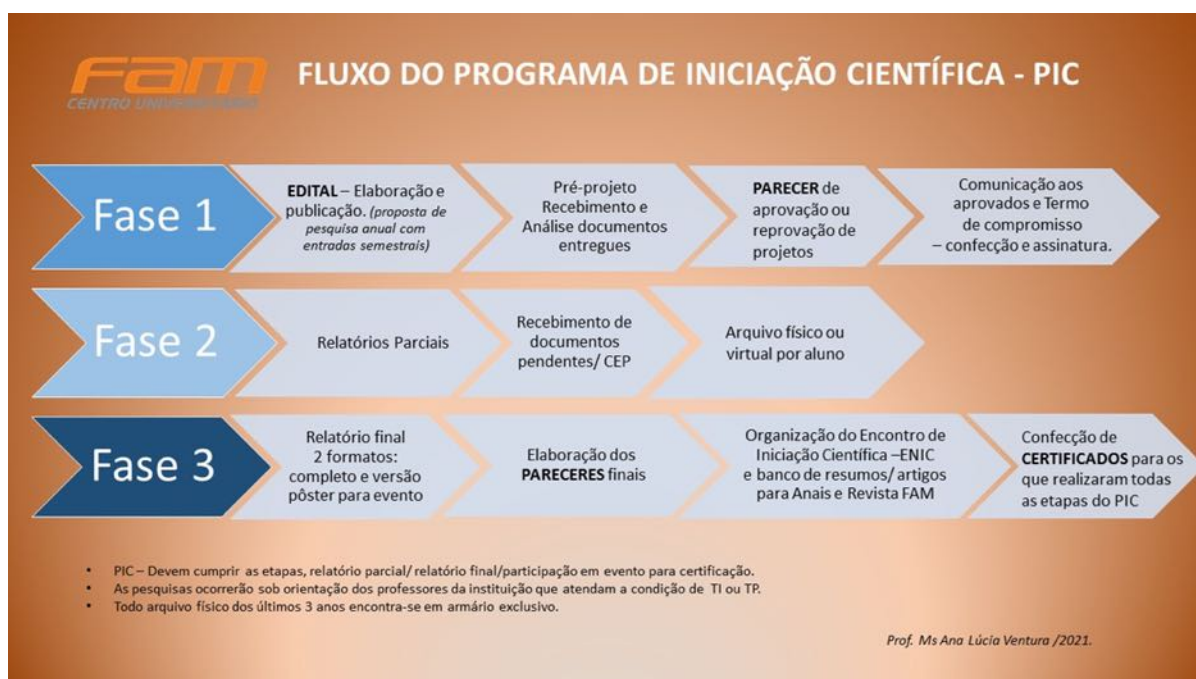 Fam
CENTRO UNIVERSITÁRIO
FLUXO DO PROGRAMA DE INICIAÇÃO CIENTÍFICA - PIC
Fase 1
EDITAL – Elaboração e
publicação. (proposta de
pesquisa anual com
entradas semestrais)
Pré-projeto
Recebimento e
Análise documentos
entregues
PARECER de
aprovação ou
reprovação de
projetos
Comunicação aos
aprovados e Termo
de compromisso
– confecção e assinatura.
Fase 2
Relatórios Parciais
Recebimento de
documentos
pendentes/ CEP
Arquivo físico ou
virtual por aluno
Fase 3
Relatório final
2 formatos:
completo e versão
pôster para evento
Elaboração dos
PARECERES finais
Organização do Encontro de
Iniciação Científica –ENIC
e banco de resumos/ artigos
para Anais e Revista FAM
Confecção de
CERTIFICADOS para os
que realizaram todas
as etapas do PIC
• PIC – Devem cumprir as etapas, relatório parcial/ relatório final/participação em evento para certificação.
• As pesquisas ocorrerão sob orientação dos professores da instituição que atendam a condição de TI ou TP.
• Todo arquivo físico dos últimos 3 anos encontra-se em armário exclusivo.
Prof. Ms Ana Lúcia Ventura /2021.